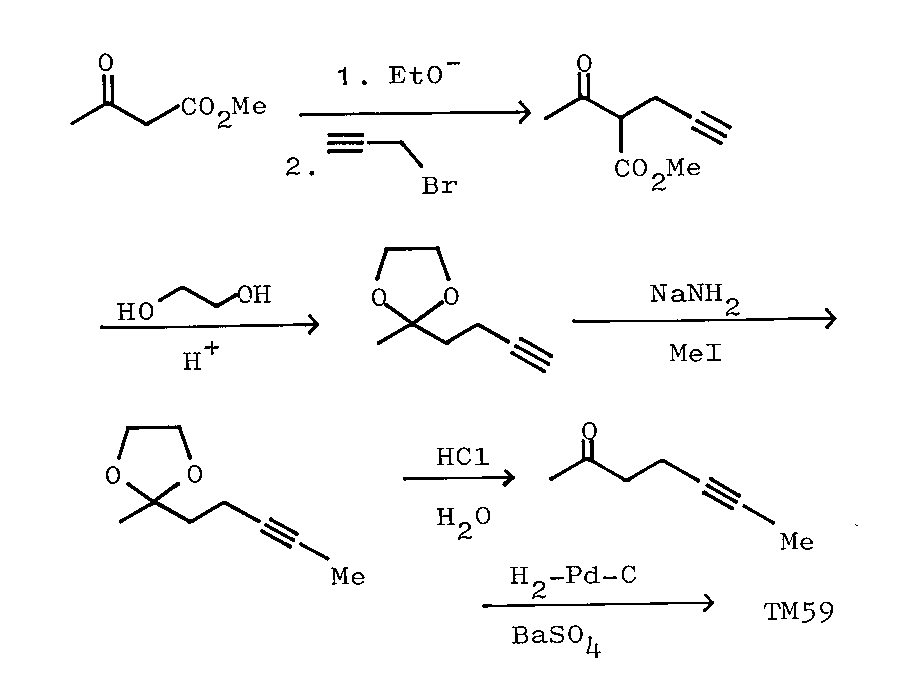 O
CO2Me
1. EtO⁻
2.
Br
O
CO2Me
HO
OH
H⁺
O O
NaNH2
MeI
O O
Me
HCl
H2O
O
Me
H2-Pd-C
BaSO4
TM59